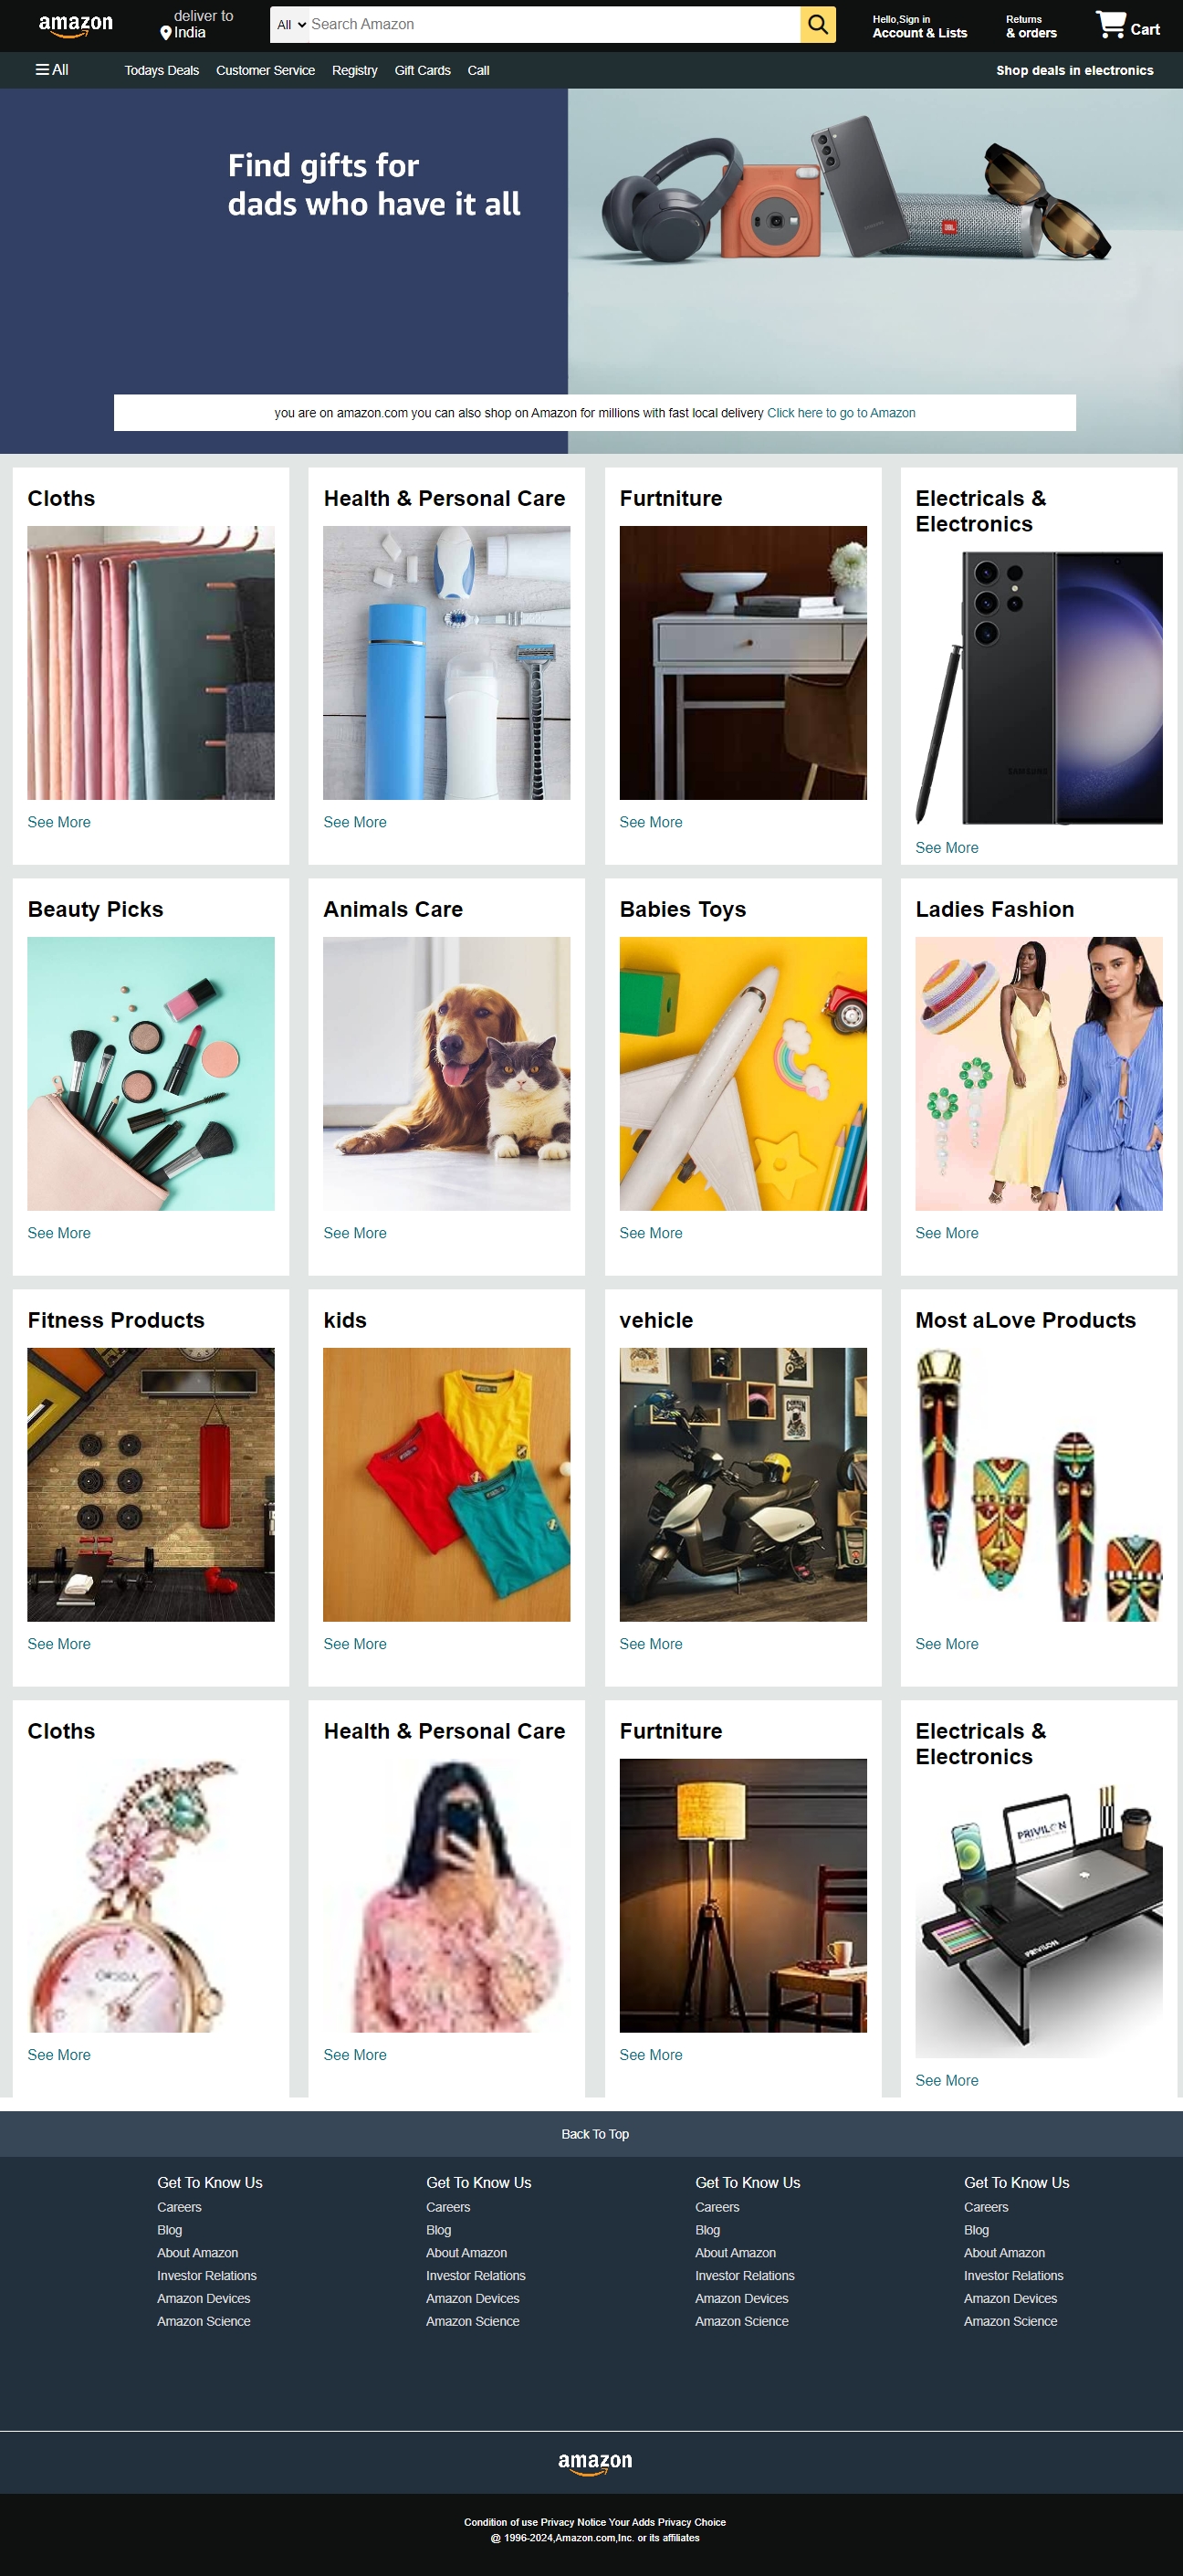 amazon
deliver to
India
All
Search Amazon
Hello,Sign in
Account & Lists
Returns
& orders
Cart
All
Todays Deals
Customer Service
Registry
Gift Cards
Call
Shop deals in electronics
Find gifts for
dads who have it all
JBL
you are on amazon.com you can also shop on Amazon for millions with fast local delivery Click here to go to Amazon
Cloths
Health & Personal Care
Furtniture
Electricals &
Electronics
SAMSUNG
See More
See More
See More
See More
Beauty Picks
Animals Care
Babies Toys
Ladies Fashion
See More
See More
See More
See More
Fitness Products
kids
vehicle
Most aLove Products
See More
See More
See More
See More
Cloths
Health & Personal Care
Furtniture
Electricals &
Electronics
PRIVILON
PRIVILON
See More
See More
See More
See More
Back To Top
Get To Know Us
Careers
Blog
About Amazon
Investor Relations
Amazon Devices
Amazon Science
Get To Know Us
Careers
Blog
About Amazon
Investor Relations
Amazon Devices
Amazon Science
Get To Know Us
Careers
Blog
About Amazon
Investor Relations
Amazon Devices
Amazon Science
Get To Know Us
Careers
Blog
About Amazon
Investor Relations
Amazon Devices
Amazon Science
amazon
Condition of use Privacy Notice Your Adds Privacy Choice
@ 1996-2024,Amazon.com,Inc. or its affiliates